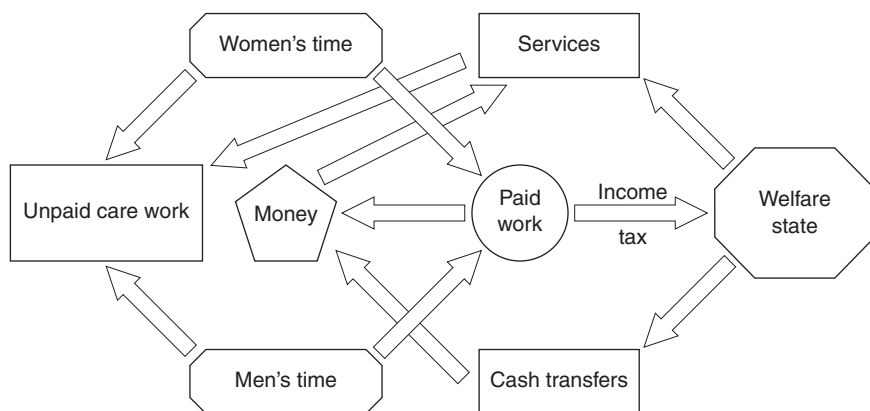 Women's time
Services
Unpaid care work
Money
Paid
work
Income
tax
Welfare
state
Men's time
Cash transfers